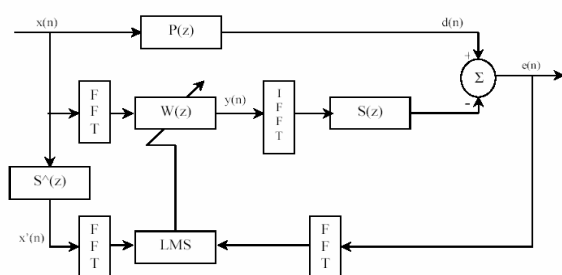 x(n)
P(z)
d(n)
+
Σ
e(n)
-
F
F
T
W(z)
y(n)
I
F
F
T
S(z)
S^(z)
x'(n)
F
F
T
LMS
F
F
T